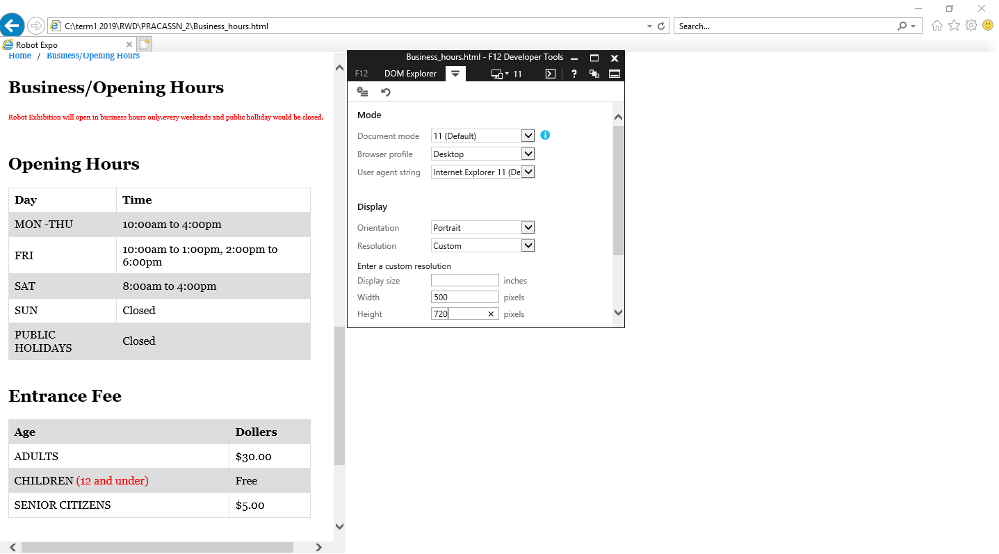 C:\term1 2019\RWD\PRACASSN_2\Business_hours.html
Search...
Robot Expo
Home / Business/Opening Hours
Business/Opening Hours
Robot Exhibition will open in business hours only.every weekends and public holliday would be closed.
Opening Hours
Day Time
MON -THU 10:00am to 4:00pm
FRI 10:00am to 1:00pm, 2:00pm to
6:00pm
SAT 8:00am to 4:00pm
SUN Closed
PUBLIC
HOLIDAYS Closed
Entrance Fee
Age Dollers
ADULTS $30.00
CHILDREN (12 and under) Free
SENIOR CITIZENS $5.00
Business_hours.html - F12 Developer Tools
F12 DOM Explorer 11 ?
Mode
Document mode 11 (Default)
Browser profile Desktop
User agent string Internet Explorer 11 (De
Display
Orientation Portrait
Resolution Custom
Enter a custom resolution
Display size inches
Width 500 pixels
Height 720 pixels